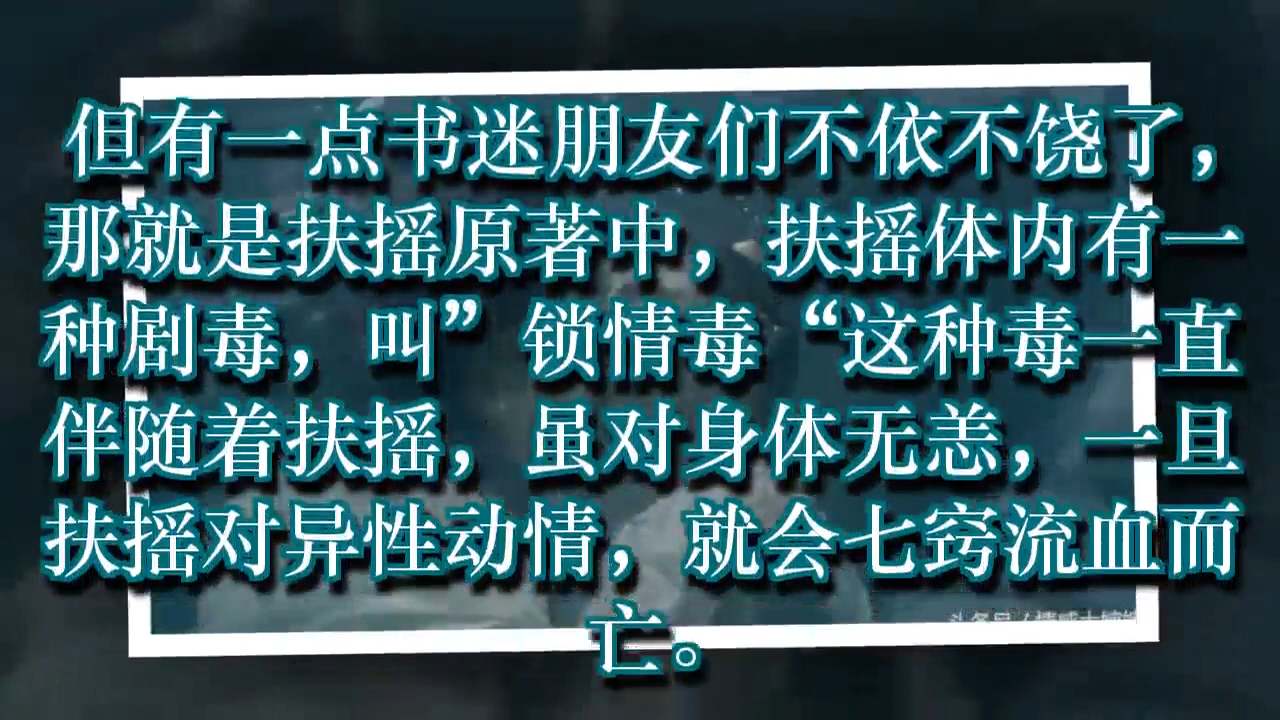 但有一点书迷朋友们不依不饶了，
那就是扶摇原著中，扶摇体内有一
种剧毒，叫”锁情毒“这种毒一直
伴随着扶摇，虽对身体无恙，一旦
扶摇对异性动情，就会七窍流血而
亡。